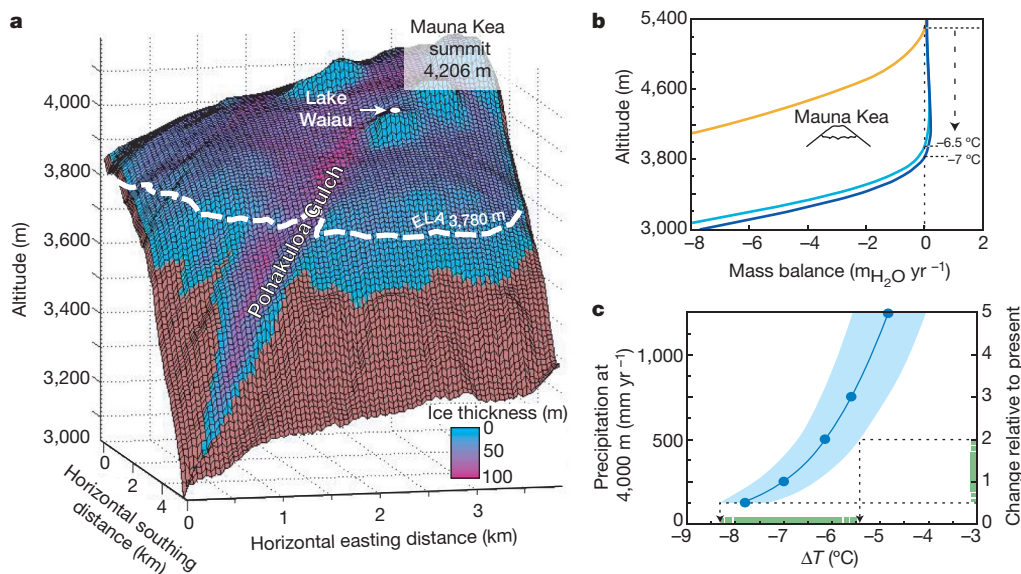 a
Mauna Kea
summit
4,206 m
Lake
Waiau
Pohakuloa Gulch
ELA 3,780 m
Altitude (m)
4,000
3,800
3,600
3,400
3,200
3,000
Ice thickness (m)
0
50
100
0
2
4
Horizontal southing
distance (km)
0
1
2
3
Horizontal easting distance (km)
b
Altitude (m)
5,400
4,600
3,800
3,000
Mauna Kea
–6.5 ºC
–7 ºC
–8 –6 –4 –2 0 2
Mass balance (mH2O yr –1)
c
Precipitation at
4,000 m (mm yr–1)
1,000
500
0
5
4
3
2
1
0
Change relative to present
–9 –8 –7 –6 –5 –4 –3
ΔT (ºC)